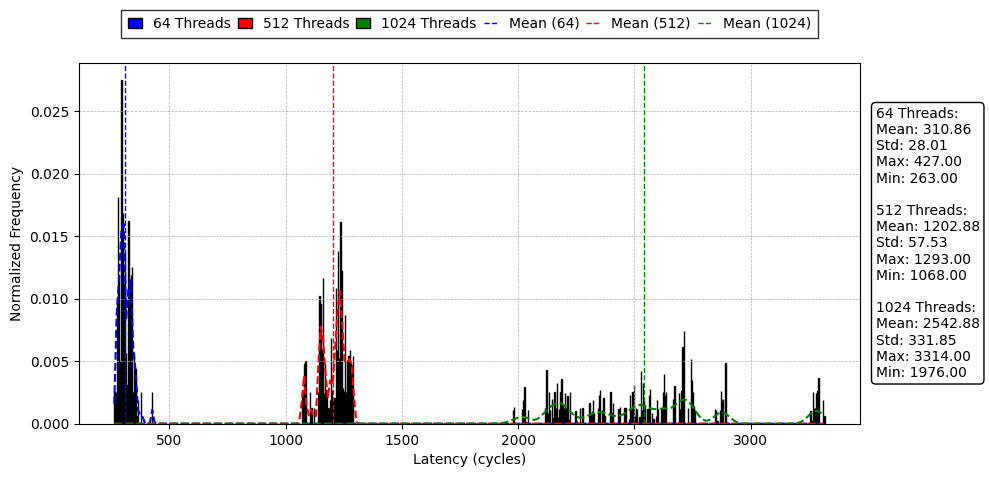 64 Threads 512 Threads 1024 Threads Mean (64) Mean (512) Mean (1024)
0.025
0.020
0.015
0.010
0.005
0.000
Normalized Frequency
500 1000 1500 2000 2500 3000
Latency (cycles)
64 Threads:
Mean: 310.86
Std: 28.01
Max: 427.00
Min: 263.00
512 Threads:
Mean: 1202.88
Std: 57.53
Max: 1293.00
Min: 1068.00
1024 Threads:
Mean: 2542.88
Std: 331.85
Max: 3314.00
Min: 1976.00